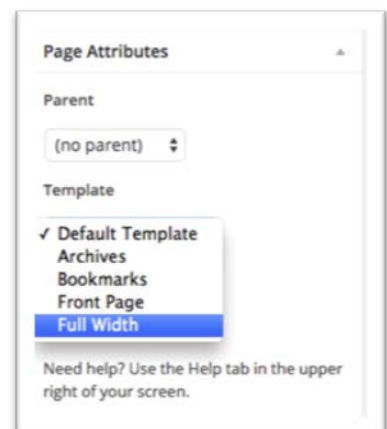 Page Attributes
Parent
(no parent)
Template
✓ Default Template
Archives
Bookmarks
Front Page
Full Width
Need help? Use the Help tab in the upper
right of your screen.